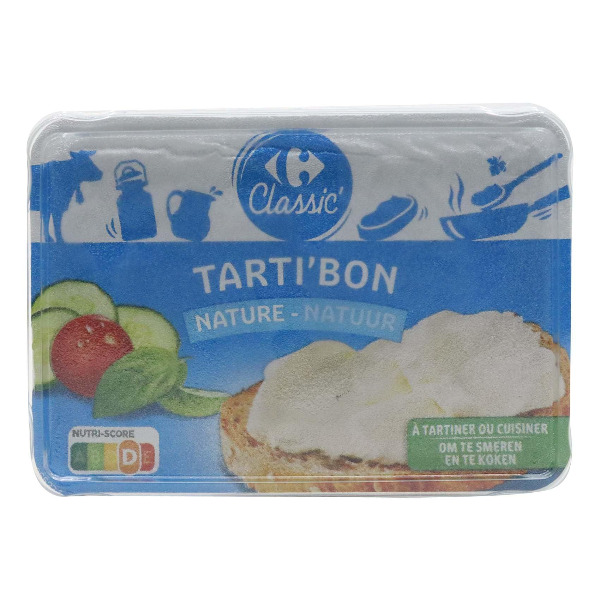 Classic'
TARTI'BON
NATURE - NATUUR
À TARTINER OU CUISINER
OM TE SMEREN
EN TE KOKEN
NUTRI-SCORE
D